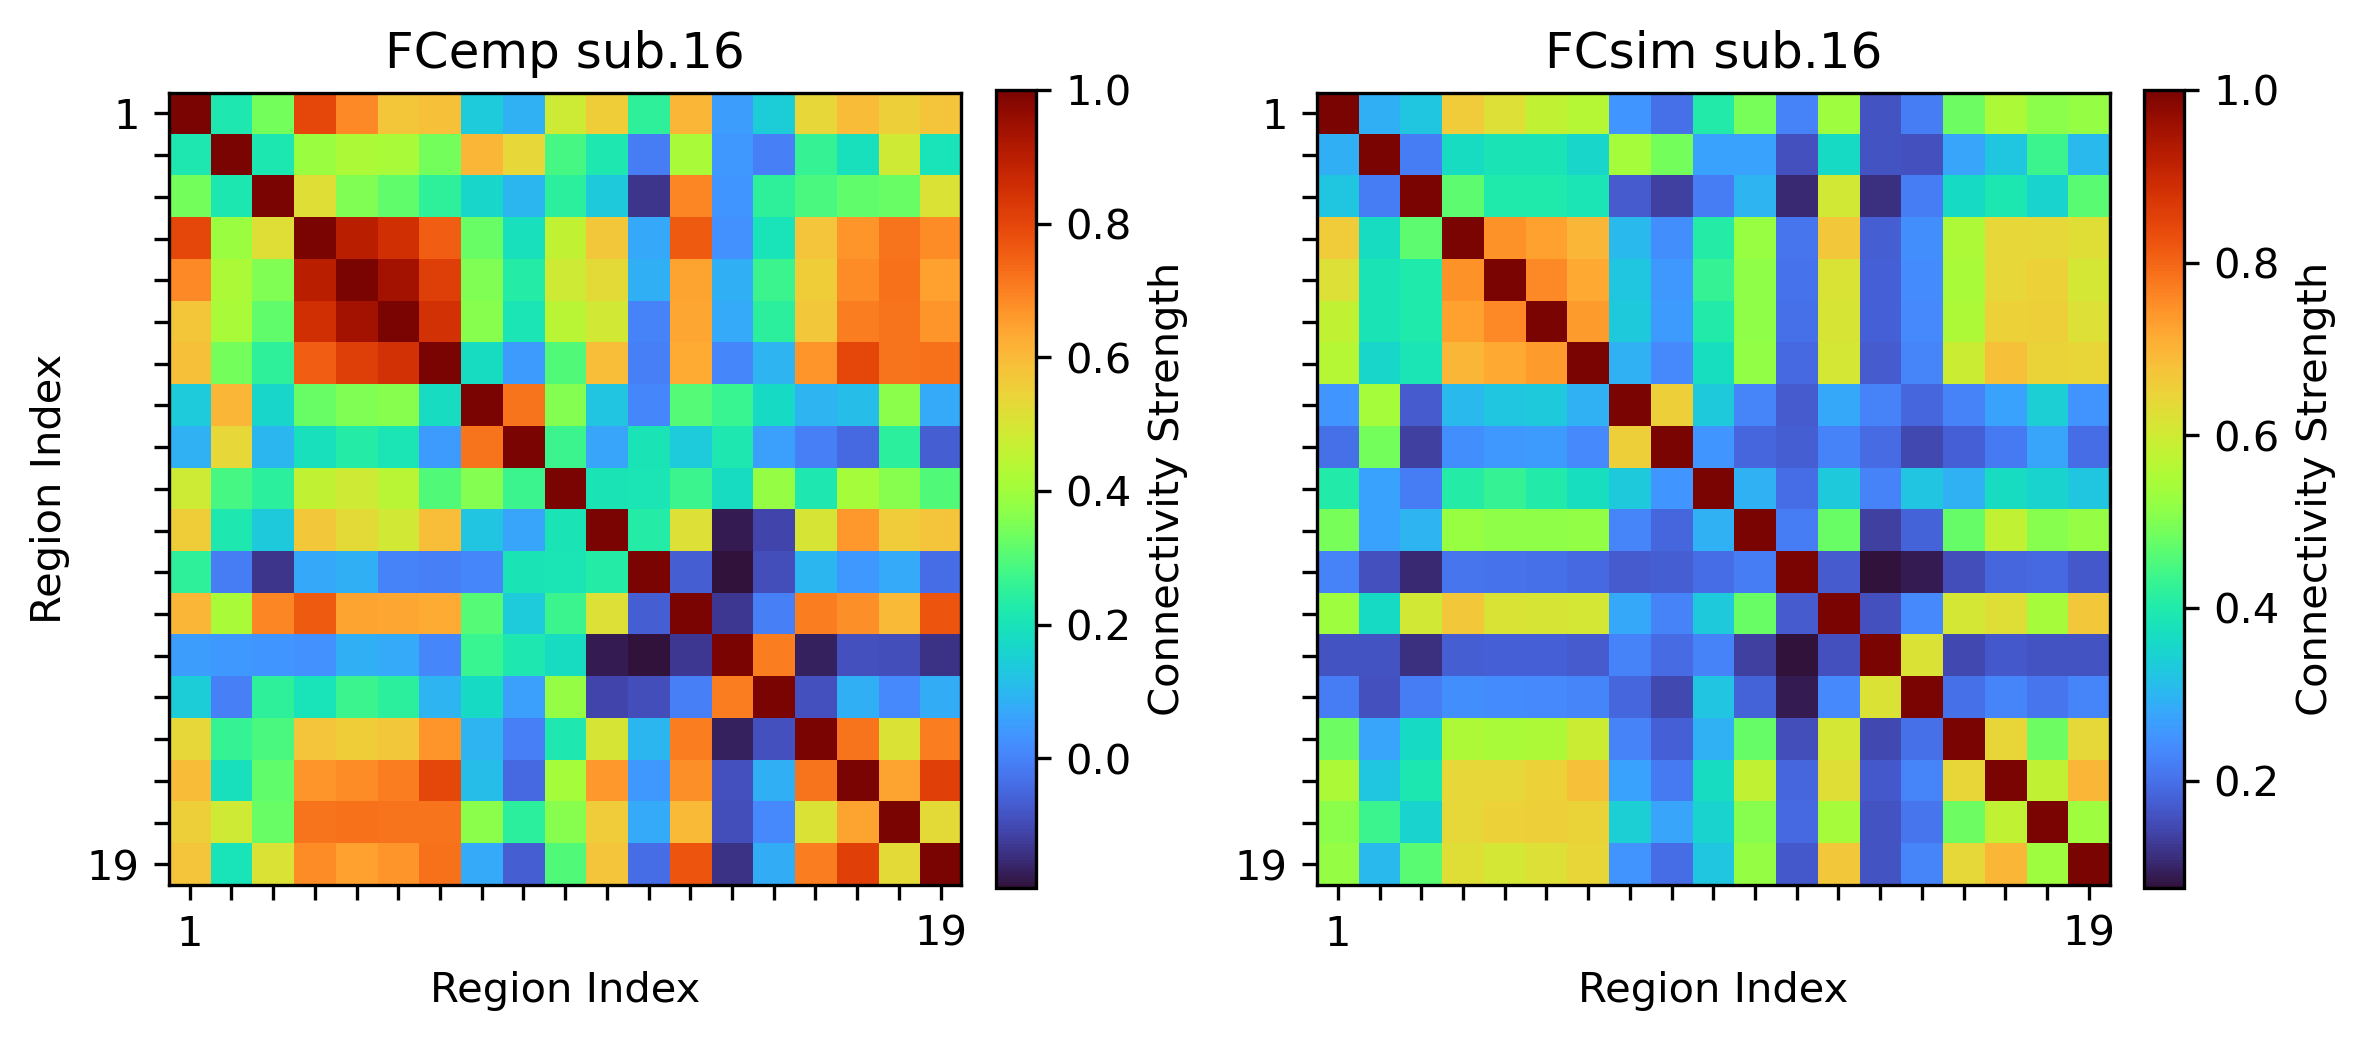 FCemp sub.16
1
19
1
19
Region Index
Region Index
1.0
0.8
0.6
0.4
0.2
0.0
Connectivity Strength
FCsim sub.16
1
19
1
19
Region Index
1.0
0.8
0.6
0.4
0.2
Connectivity Strength